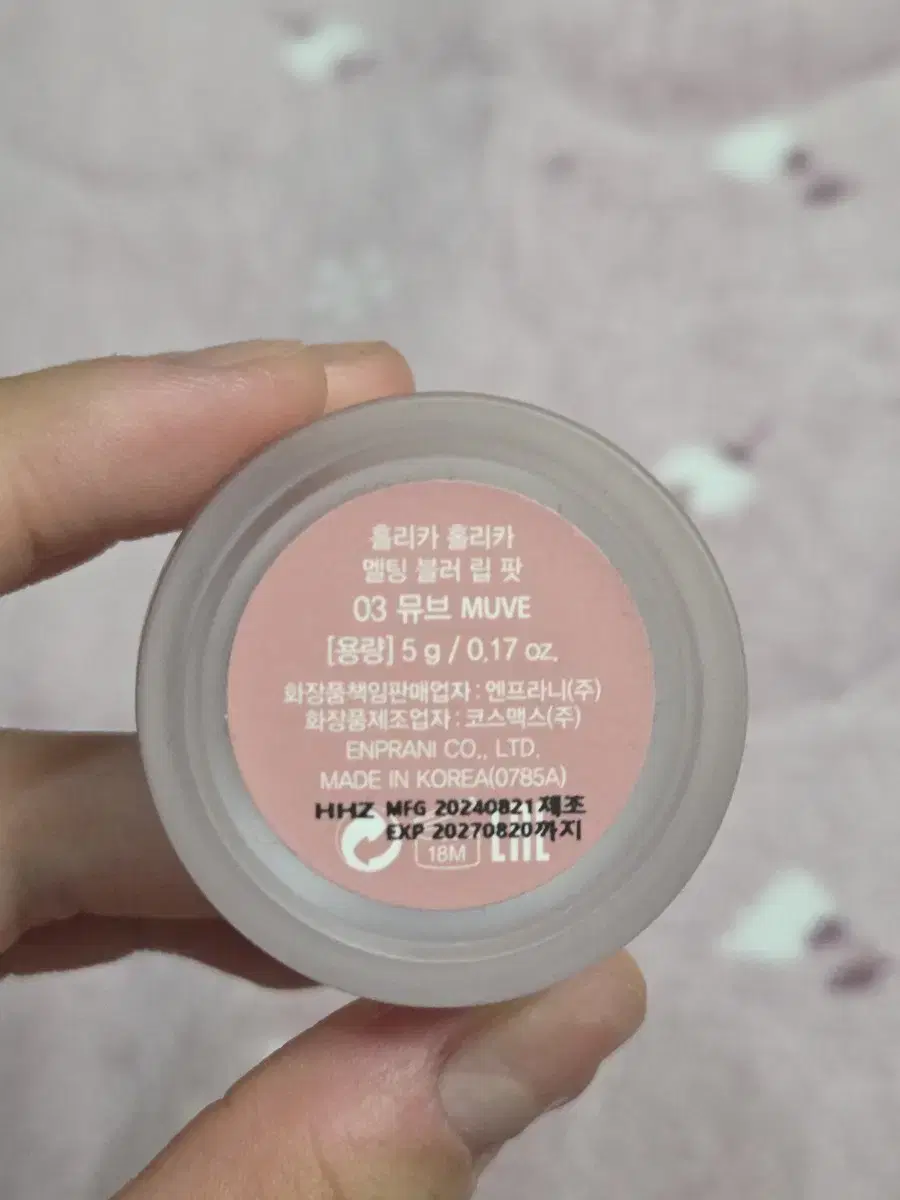 홀리카 홀리카
멜팅 블러 립 팟
03 뮤브 MUVE
[용량] 5 g / 0.17 oz.
화장품책임판매업자 : 엔프라니(주)
화장품제조업자 : 코스맥스(주)
ENPRANI CO., LTD.
MADE IN KOREA(0785A)
HHZ MFG 20240821제조
EXP 20270820까지
18M EAC